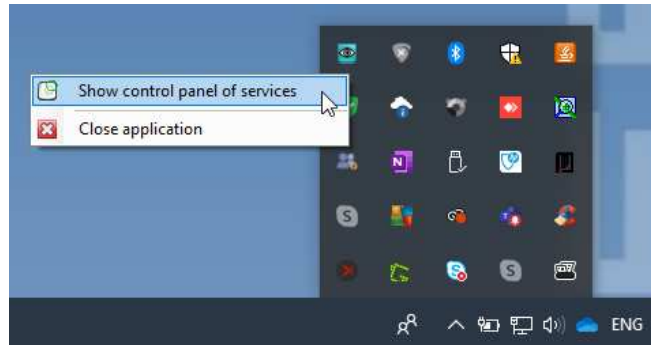 Show control panel of services
Close application
ENG